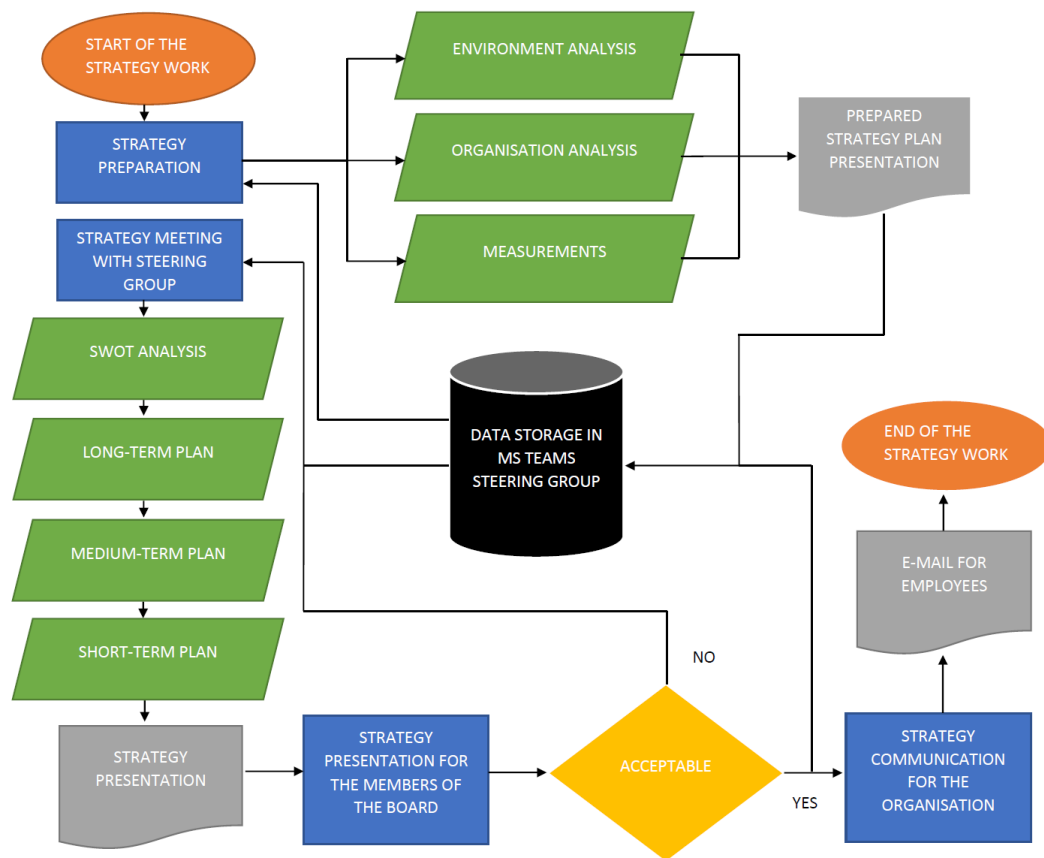 START OF THE
STRATEGY WORK
STRATEGY
PREPARATION
ENVIRONMENT ANALYSIS
ORGANISATION ANALYSIS
MEASUREMENTS
PREPARED
STRATEGY PLAN
PRESENTATION
STRATEGY MEETING
WITH STEERING
GROUP
SWOT ANALYSIS
LONG-TERM PLAN
MEDIUM-TERM PLAN
SHORT-TERM PLAN
DATA STORAGE IN
MS TEAMS
STEERING GROUP
STRATEGY
PRESENTATION
STRATEGY
PRESENTATION FOR
THE MEMBERS OF
THE BOARD
ACCEPTABLE
NO
YES
STRATEGY
COMMUNICATION
FOR THE
ORGANISATION
E-MAIL FOR
EMPLOYEES
END OF THE
STRATEGY WORK